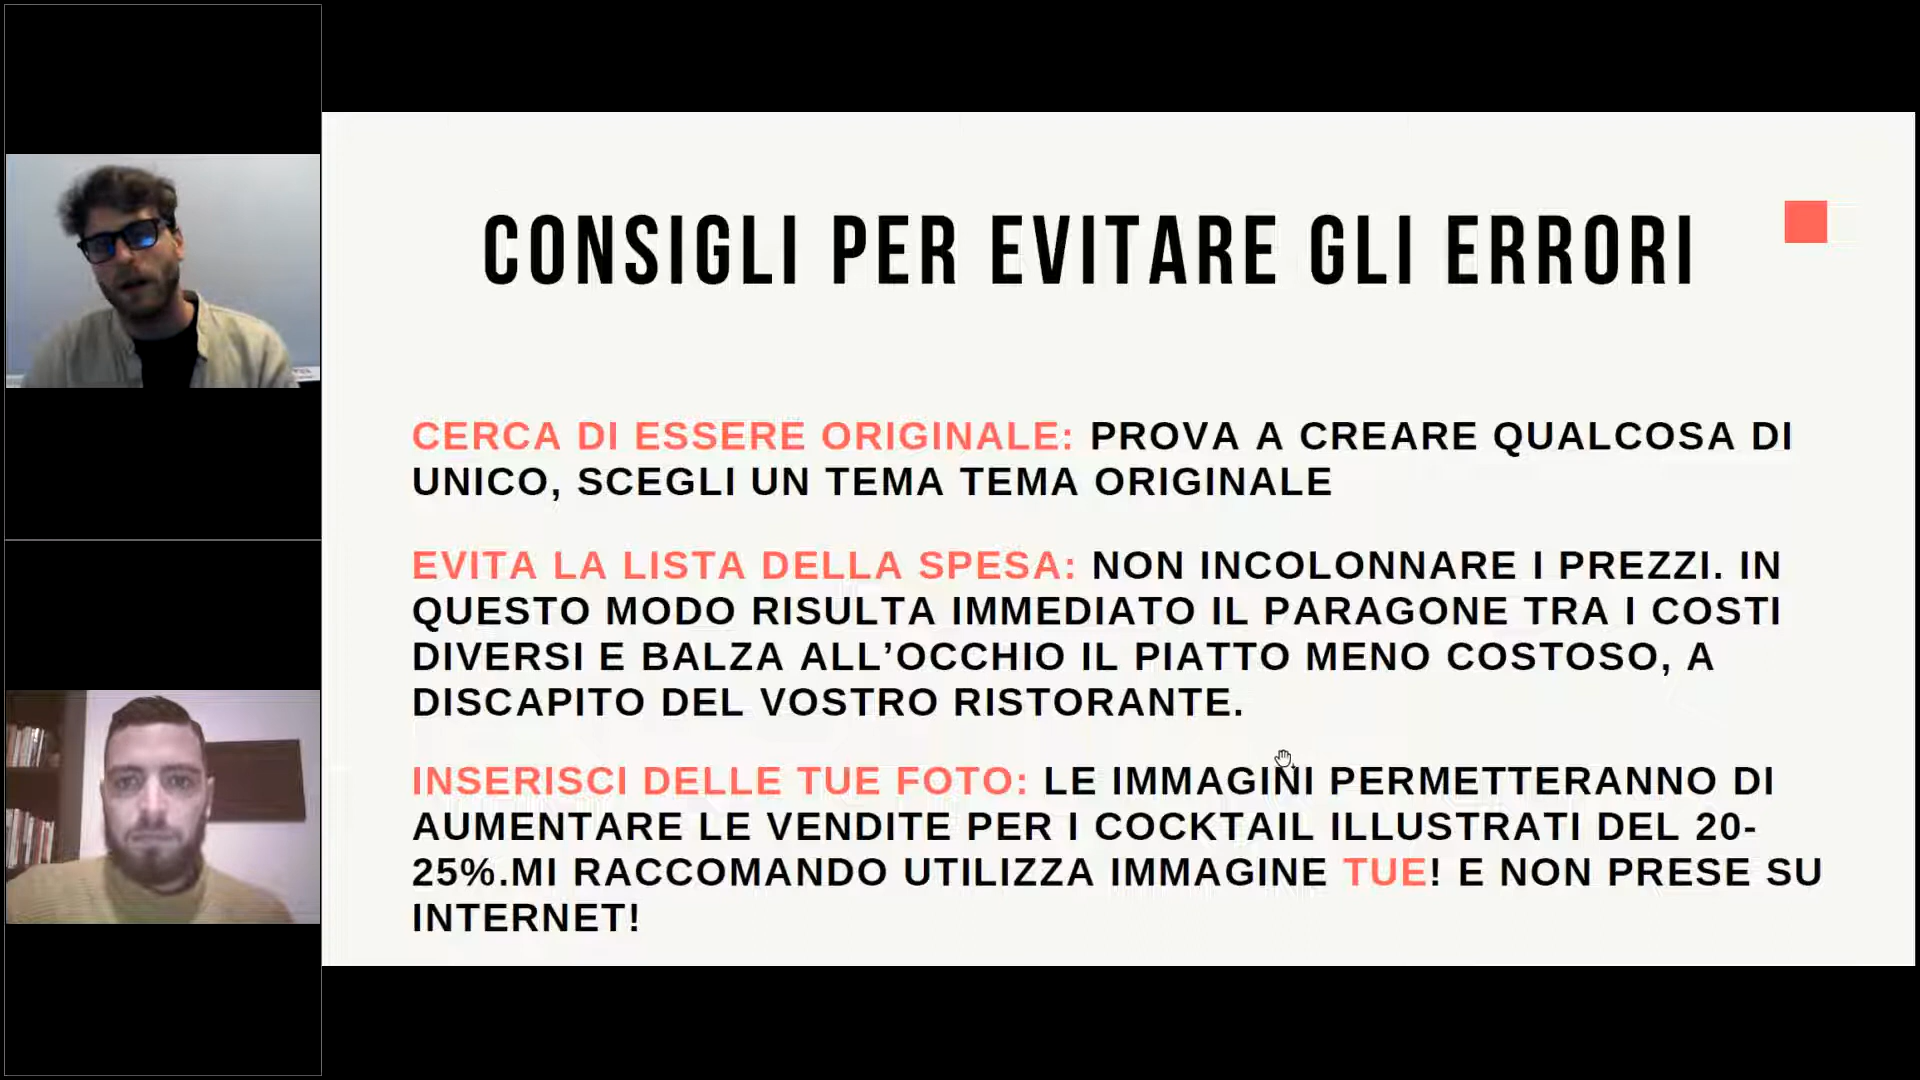 CONSIGLI PER EVITARE GLI ERRORI
CERCA DI ESSERE ORIGINALE: PROVA A CREARE QUALCOSA DI
UNICO, SCEGLI UN TEMA TEMA ORIGINALE
EVITA LA LISTA DELLA SPESA: NON INCOLONNARE I PREZZI. IN
QUESTO MODO RISULTA IMMEDIATO IL PARAGONE TRA I COSTI
DIVERSI E BALZA ALL’OCCHIO IL PIATTO MENO COSTOSO, A
DISCAPITO DEL VOSTRO RISTORANTE.
INSERISCI DELLE TUE FOTO: LE IMMAGINI PERMETTERANNO DI
AUMENTARE LE VENDITE PER I COCKTAIL ILLUSTRATI DEL 20-
25%.MI RACCOMANDO UTILIZZA IMMAGINE TUE! E NON PRESE SU
INTERNET!